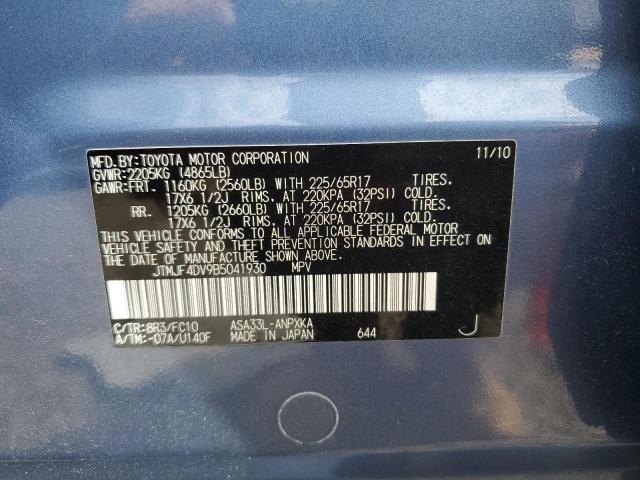 MFD.BY:TOYOTA MOTOR CORPORATION 11/10
GVWR:2205KG (4865LB)
GAWR:FRT. 1160KG (2560LB) WITH 225/65R17 TIRES.
17X6 1/2J RIMS. AT 220KPA (32PSI) COLD.
RR. 1205KG (2660LB) WITH 225/65R17 TIRES.
17X6 1/2J RIMS. AT 220KPA (32PSI) COLD.
THIS VEHICLE CONFORMS TO ALL APPLICABLE FEDERAL MOTOR
VEHICLE SAFETY AND THEFT PREVENTION STANDARDS IN EFFECT
ON THE DATE OF MANUFACTURE SHOWN ABOVE.
JTMJF4DV9B5041930 MPV
C/TR:8R3/FC10 ASA33L-ANPXKA
A/TM:-07A/U140F MADE IN JAPAN 644 J